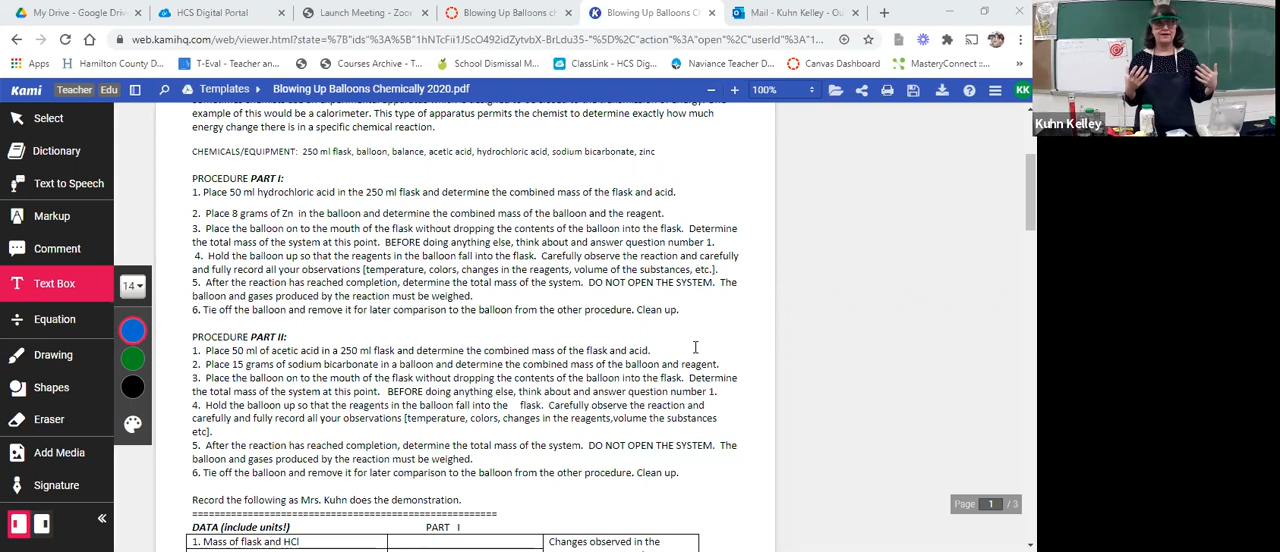 My Drive - Google Drive
HCS Digital Portal
Launch Meeting - Zoom
Blowing Up Balloons ch
Blowing Up Balloons C
Mail - Kuhn Kelley - Ou
web.kamihq.com/web/viewer.html?state=%7B"ids"%3A%5B"1hNTcFii1JScO492idZytvbX-BrLdu35-"%5D%2C"action"%3A"open"%2C"userId"%3A"1...
Apps
Hamilton County D...
T-Eval - Teacher and...
Courses Archive - T...
School Dismissal M...
ClassLink - HCS Dig...
Naviance Teacher D...
Canvas Dashboard
MasteryConnect ::...
Kami
Teacher
Edu
Templates
Blowing Up Balloons Chemically 2020.pdf
100%
KK
Kuhn Kelley
Select
Dictionary
Text to Speech
Markup
Comment
Text Box
14
Equation
Drawing
Shapes
Eraser
Add Media
Signature
example of this would be a calorimeter. This type of apparatus permits the chemist to determine exactly how much
energy change there is in a specific chemical reaction.
CHEMICALS/EQUIPMENT: 250 ml flask, balloon, balance, acetic acid, hydrochloric acid, sodium bicarbonate, zinc
PROCEDURE PART I:
1. Place 50 ml hydrochloric acid in the 250 ml flask and determine the combined mass of the flask and acid.
2. Place 8 grams of Zn in the balloon and determine the combined mass of the balloon and the reagent.
3. Place the balloon on to the mouth of the flask without dropping the contents of the balloon into the flask. Determine
the total mass of the system at this point. BEFORE doing anything else, think about and answer question number 1.
4. Hold the balloon up so that the reagents in the balloon fall into the flask. Carefully observe the reaction and carefully
and fully record all your observations [temperature, colors, changes in the reagents, volume of the substances, etc.].
5. After the reaction has reached completion, determine the total mass of the system. DO NOT OPEN THE SYSTEM. The
balloon and gases produced by the reaction must be weighed.
6. Tie off the balloon and remove it for later comparison to the balloon from the other procedure. Clean up.
PROCEDURE PART II:
1. Place 50 ml of acetic acid in a 250 ml flask and determine the combined mass of the flask and acid.
2. Place 15 grams of sodium bicarbonate in a balloon and determine the combined mass of the balloon and reagent.
3. Place the balloon on to the mouth of the flask without dropping the contents of the balloon into the flask. Determine
the total mass of the system at this point. BEFORE doing anything else, think about and answer question number 1.
4. Hold the balloon up so that the reagents in the balloon fall into the flask. Carefully observe the reaction and
carefully and fully record all your observations [temperature, colors, changes in the reagents,volume the substances
etc].
5. After the reaction has reached completion, determine the total mass of the system. DO NOT OPEN THE SYSTEM. The
balloon and gases produced by the reaction must be weighed.
6. Tie off the balloon and remove it for later comparison to the balloon from the other procedure. Clean up.
Page 1 / 3
Record the following as Mrs. Kuhn does the demonstration.
==================================================
DATA (include units!) PART I
1. Mass of flask and HCl
Changes observed in the